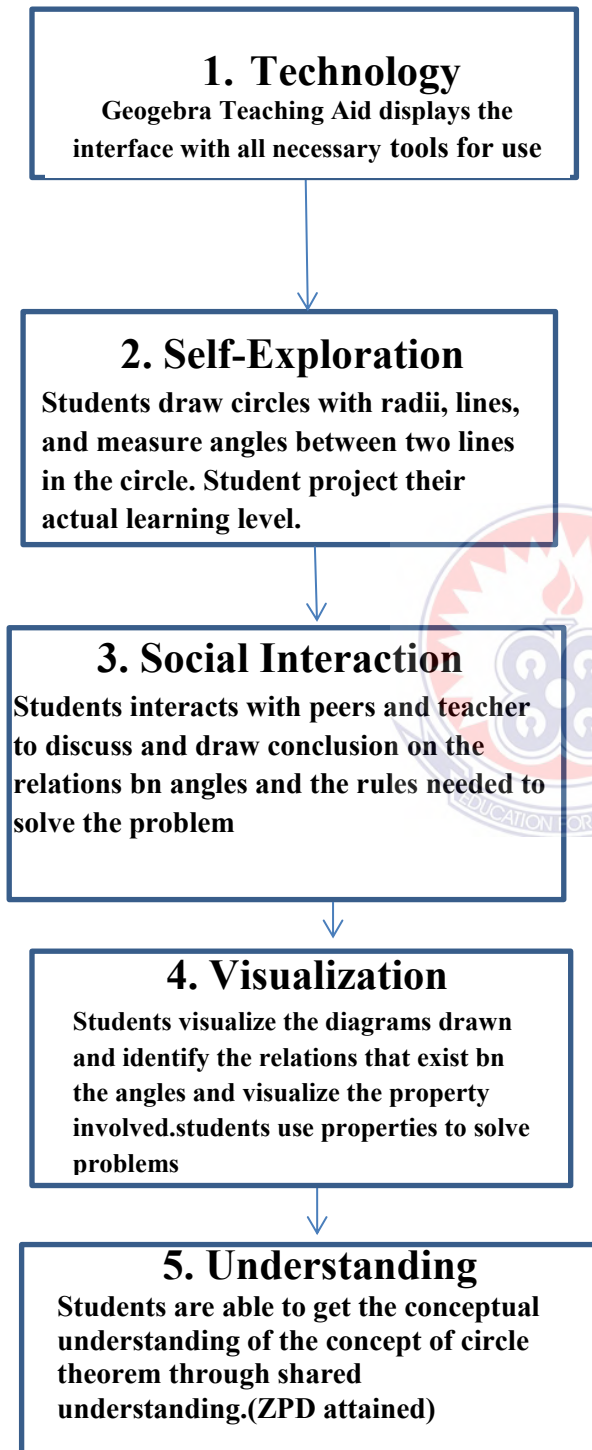 1. Technology
Geogebra Teaching Aid displays the
interface with all necessary tools for use
2. Self-Exploration
Students draw circles with radii, lines,
and measure angles between two lines
in the circle. Student project their
actual learning level.
3. Social Interaction
Students interacts with peers and teacher
to discuss and draw conclusion on the
relations bn angles and the rules needed to
solve the problem
EDUCATION FOR
4. Visualization
Students visualize the diagrams drawn
and identify the relations that exist bn
the angles and visualize the property
involved.students use properties to solve
problems
5. Understanding
Students are able to get the conceptual
understanding of the concept of circle
theorem through shared
understanding.(ZPD attained)